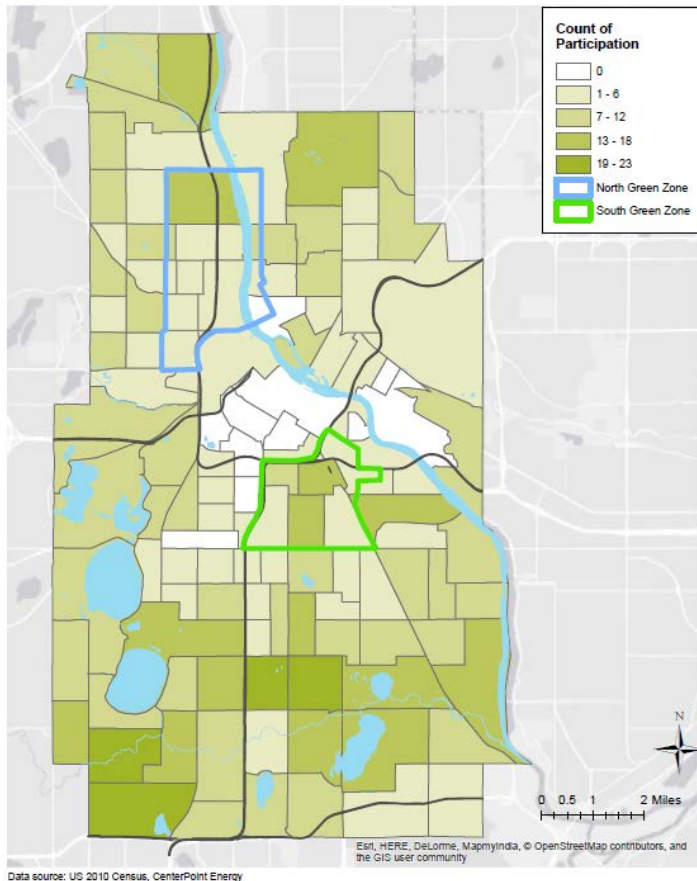 Count of
Participation
0
1 - 6
7 - 12
13 - 18
19 - 23
North Green Zone
South Green Zone
N
0 0.5 1 2 Miles
Esri, HERE, DeLorme, MapmyIndia, © OpenStreetMap contributors, and
the GIS user community
Data source: US 2010 Census, CenterPoint Energy